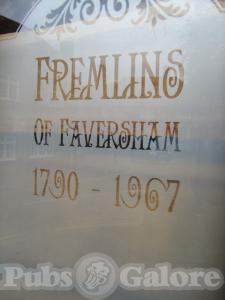 FREMLINS
OF FAVERSHAM
1790 - 1967
Pubs Galore